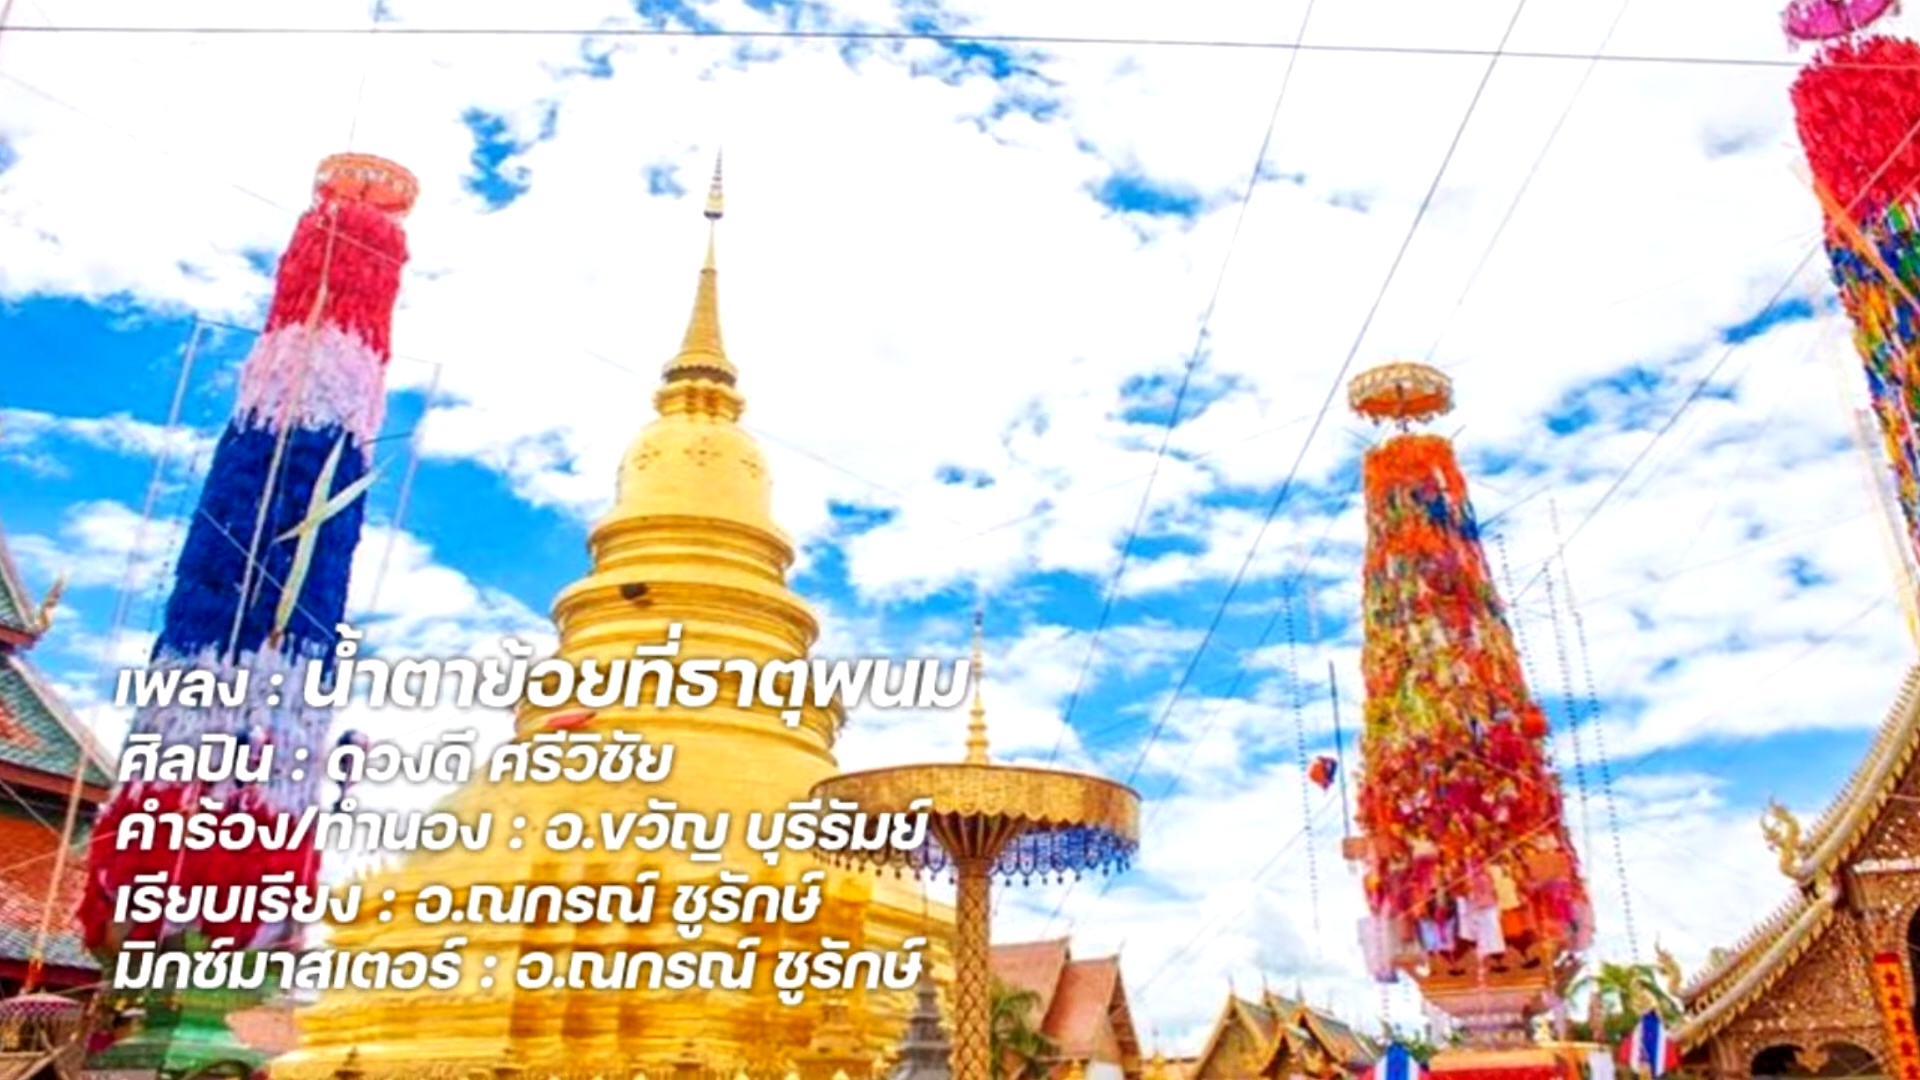 เพลง : น้ำตาย้อยที่ธาตุพนม
ศิลปิน : ดวงดี ศรีวิชัย
คำร้อง/ทำนอง : อ.ขวัญ บุรีรัมย์
เรียบเรียง : อ.ณกรณ์ ชูรักษ์
มิกซ์มาสเตอร์ : อ.ณกรณ์ ชูรักษ์